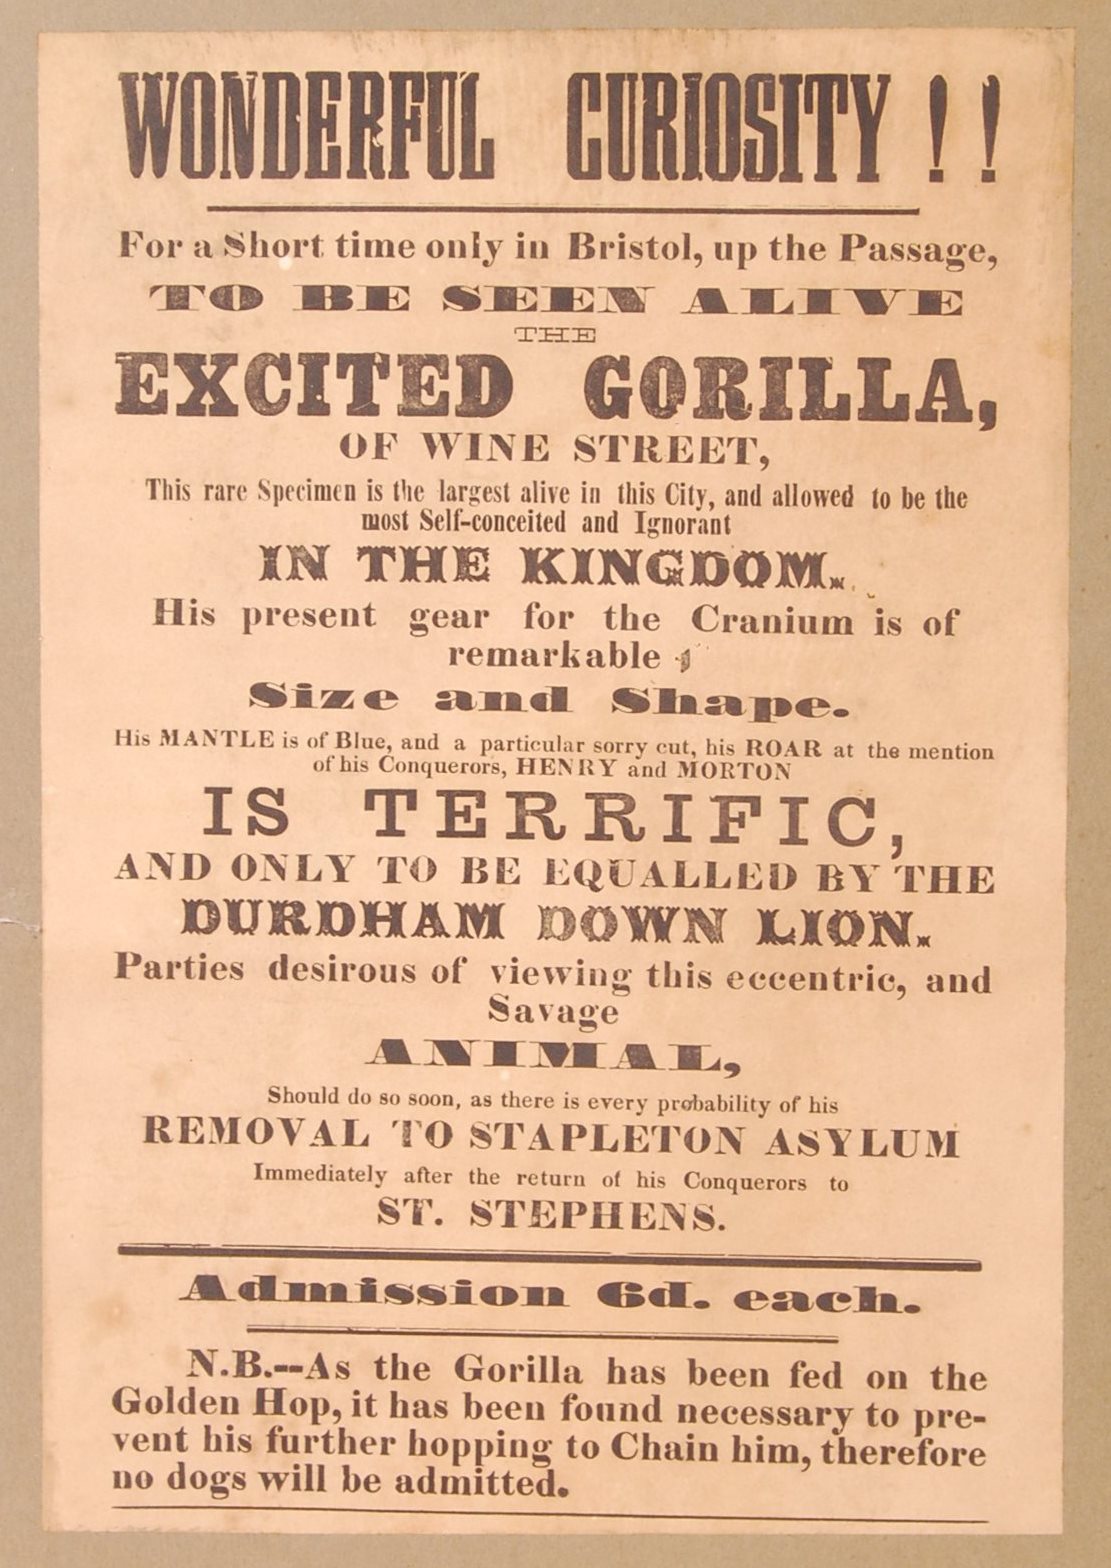 WONDERFUL CURIOSITY !!
For a Short time only in Bristol, up the Passage,
TO BE SEEN ALIVE
THE
EXCITED GORILLA,
OF WINE STREET,
This rare Specimen is the largest alive in this City, and allowed to be the
most Self-conceited and Ignorant
IN THE KINGDOM.
His present gear for the Cranium is of
remarkable
Size and Shape.
His MANTLE is of Blue, and a particular sorry cut, his ROAR at the mention
of his Conquerors, HENRY and MORTON
IS TERRIFIC,
AND ONLY TO BE EQUALLED BY THE
DURDHAM DOWN LION.
Parties desirous of viewing this eccentric, and
Savage
ANIMAL,
Should do so soon, as there is every probability of his
REMOVAL TO STAPLETON ASYLUM
Immediately after the return of his Conquerors to
ST. STEPHENS.
Admission 6d. each.
N.B.--As the Gorilla has been fed on the
Golden Hop, it has been found necessary to pre-
vent his further hopping to Chain him, therefore
no dogs will be admitted.